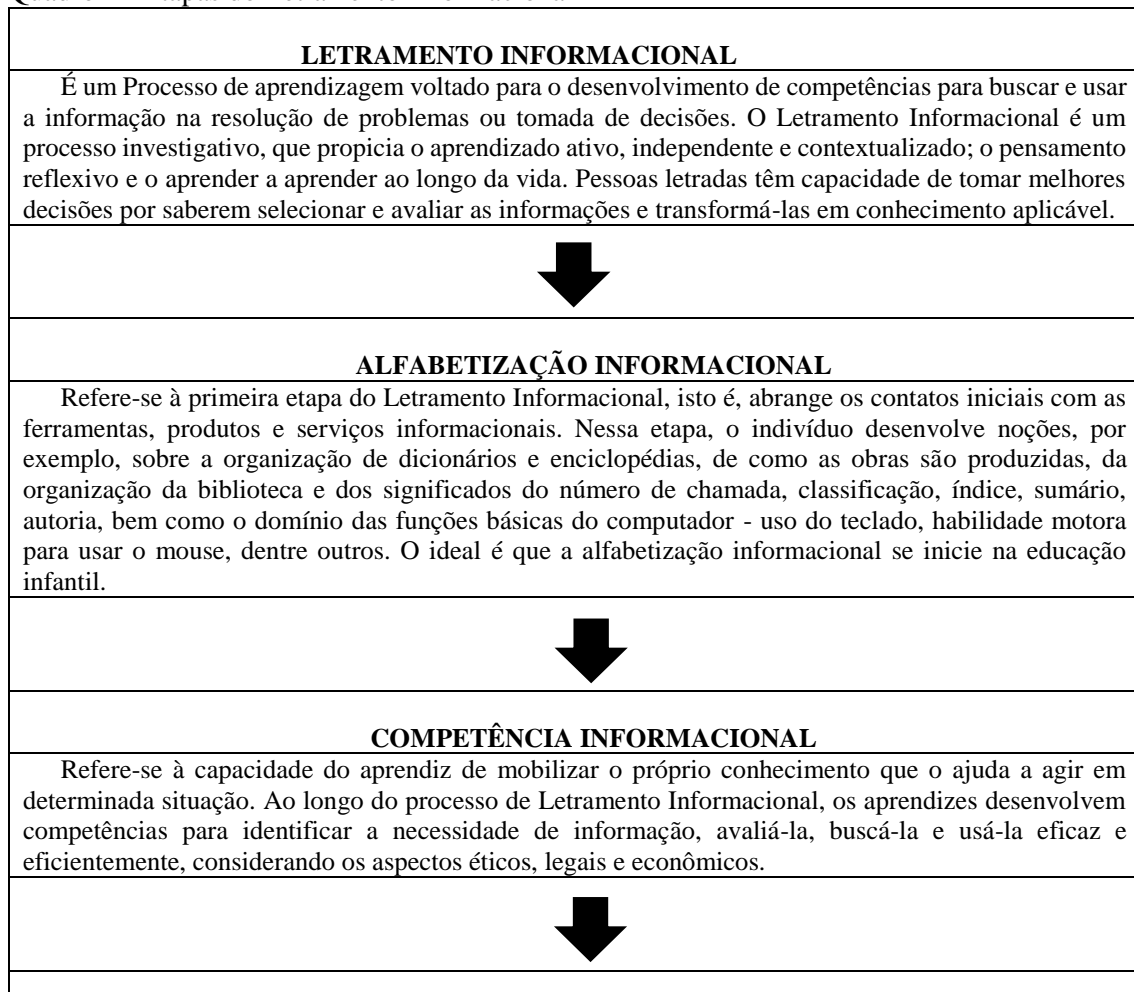 LETRAMENTO INFORMACIONAL
É um Processo de aprendizagem voltado para o desenvolvimento de competências para buscar e usar
a informação na resolução de problemas ou tomada de decisões. O Letramento Informacional é um
processo investigativo, que propicia o aprendizado ativo, independente e contextualizado; o pensamento
reflexivo e o aprender a aprender ao longo da vida. Pessoas letradas têm capacidade de tomar melhores
decisões por saberem selecionar e avaliar as informações e transformá-las em conhecimento aplicável.
ALFABETIZAÇÃO INFORMACIONAL
Refere-se à primeira etapa do Letramento Informacional, isto é, abrange os contatos iniciais com as
ferramentas, produtos e serviços informacionais. Nessa etapa, o indivíduo desenvolve noções, por
exemplo, sobre a organização de dicionários e enciclopédias, de como as obras são produzidas, da
organização da biblioteca e dos significados do número de chamada, classificação, índice, sumário,
autoria, bem como o domínio das funções básicas do computador - uso do teclado, habilidade motora
para usar o mouse, dentre outros. O ideal é que a alfabetização informacional se inicie na educação
infantil.
COMPETÊNCIA INFORMACIONAL
Refere-se à capacidade do aprendiz de mobilizar o próprio conhecimento que o ajuda a agir em
determinada situação. Ao longo do processo de Letramento Informacional, os aprendizes desenvolvem
competências para identificar a necessidade de informação, avaliá-la, buscá-la e usá-la eficaz e
eficientemente, considerando os aspectos éticos, legais e econômicos.